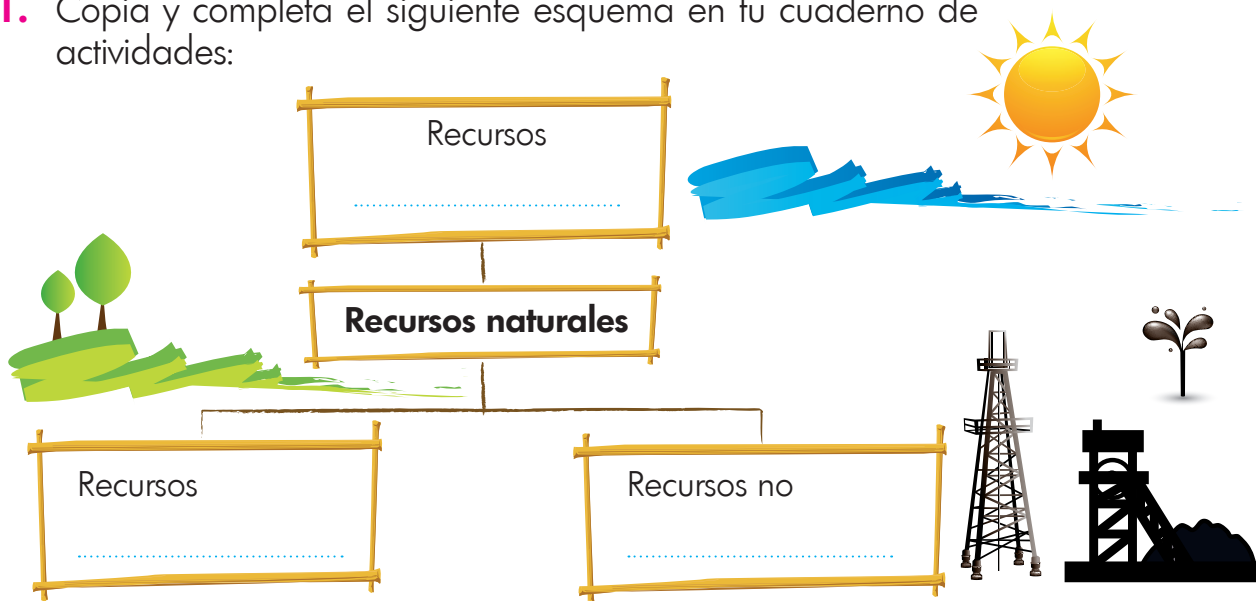 1. Copia y completa el siguiente esquema en tu cuaderno de
actividades:
Recursos
........................................
Recursos naturales
Recursos
........................................
Recursos no
........................................